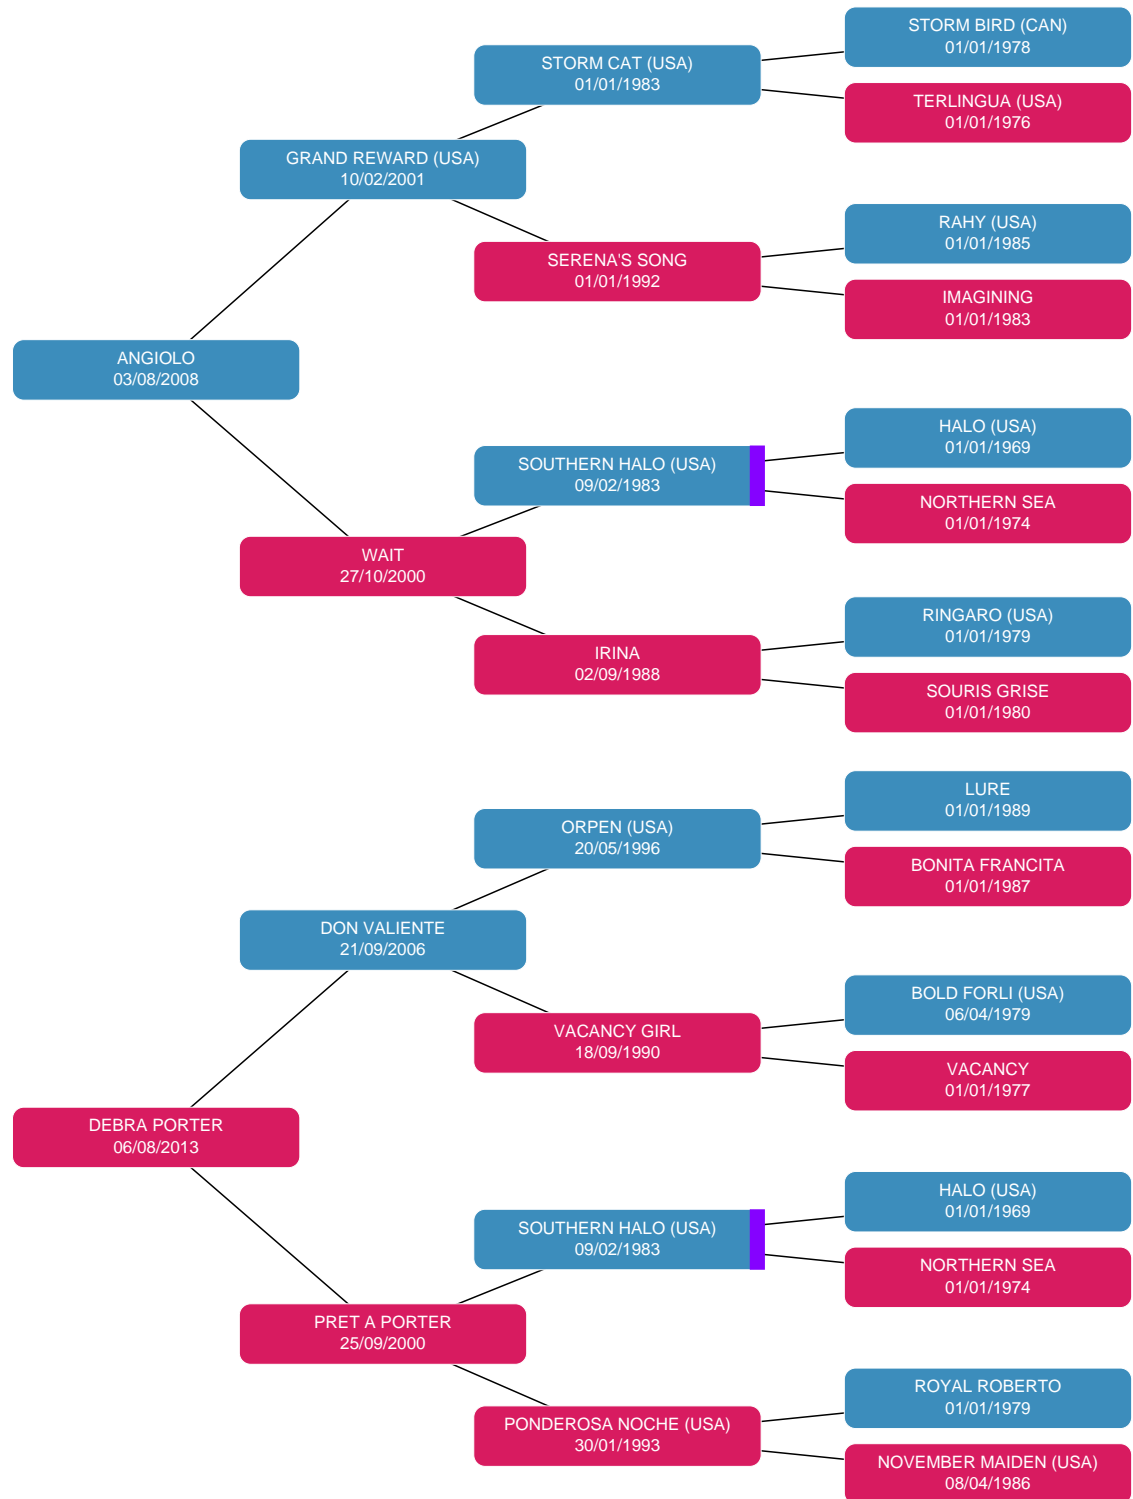 STORM BIRD (CAN)
01/01/1978
STORM CAT (USA)
01/01/1983
TERLINGUA (USA)
01/01/1976
GRAND REWARD (USA)
10/02/2001
RAHY (USA)
01/01/1985
SERENA'S SONG
01/01/1992
IMAGINING
01/01/1983
ANGIOLO
03/08/2008
HALO (USA)
01/01/1969
SOUTHERN HALO (USA)
09/02/1983
NORTHERN SEA
01/01/1974
WAIT
27/10/2000
RINGARO (USA)
01/01/1979
IRINA
02/09/1988
SOURIS GRISE
01/01/1980
LURE
01/01/1989
ORPEN (USA)
20/05/1996
BONITA FRANCITA
01/01/1987
DON VALIENTE
21/09/2006
BOLD FORLI (USA)
06/04/1979
VACANCY GIRL
18/09/1990
VACANCY
01/01/1977
DEBRA PORTER
06/08/2013
HALO (USA)
01/01/1969
SOUTHERN HALO (USA)
09/02/1983
NORTHERN SEA
01/01/1974
PRET A PORTER
25/09/2000
ROYAL ROBERTO
01/01/1979
PONDEROSA NOCHE (USA)
30/01/1993
NOVEMBER MAIDEN (USA)
08/04/1986